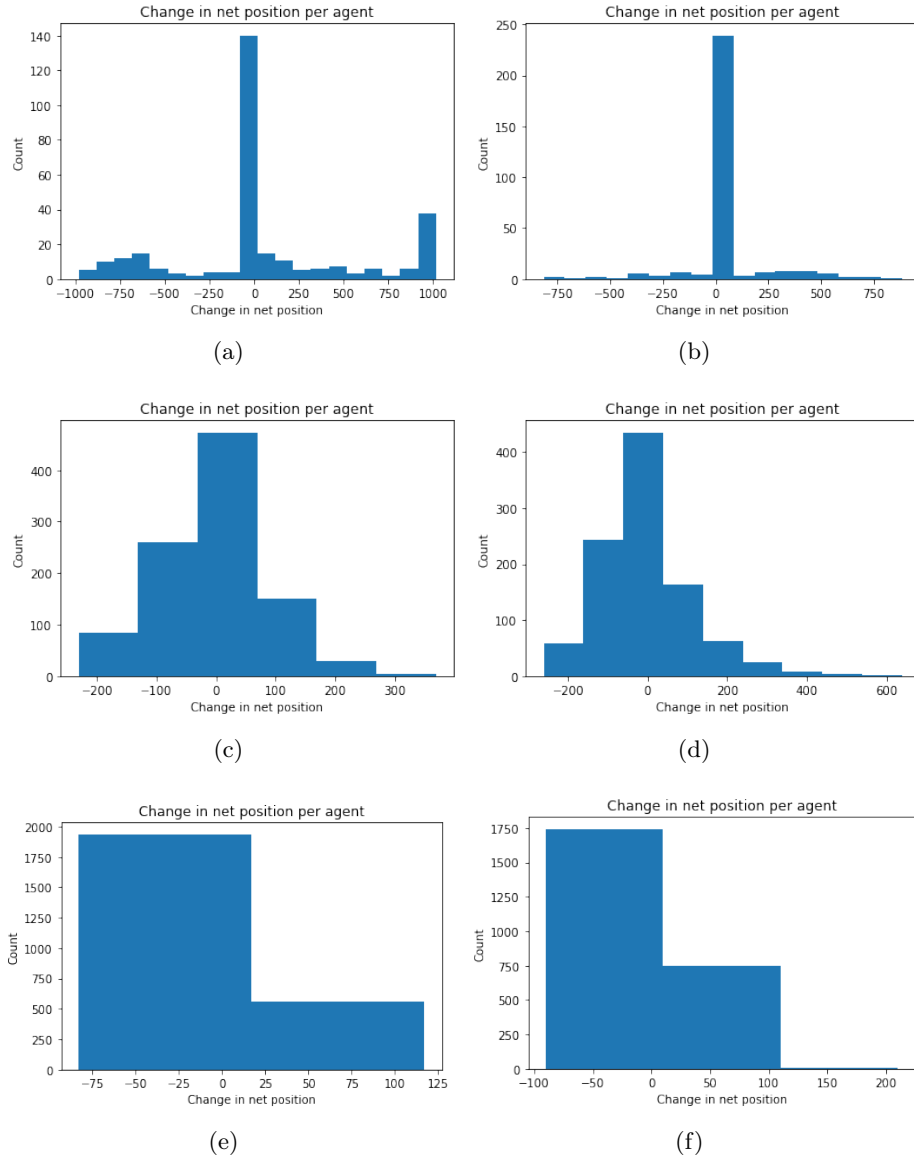 Change in net position per agent
140
120
100
80
60
40
20
0
Count
−1000 −750 −500 −250 0 250 500 750 1000
Change in net position
(a)
Change in net position per agent
250
200
150
100
50
0
Count
−750 −500 −250 0 250 500 750
Change in net position
(b)
Change in net position per agent
400
300
200
100
0
Count
−200 −100 0 100 200 300
Change in net position
(c)
Change in net position per agent
400
300
200
100
0
Count
−200 0 200 400 600
Change in net position
(d)
Change in net position per agent
2000
1750
1500
1250
1000
750
500
250
0
Count
−75 −50 −25 0 25 50 75 100 125
Change in net position
(e)
Change in net position per agent
1750
1500
1250
1000
750
500
250
0
Count
−100 −50 0 50 100 150 200
Change in net position
(f)